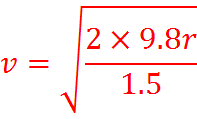 v = √(2 × 9.8r / 1.5)